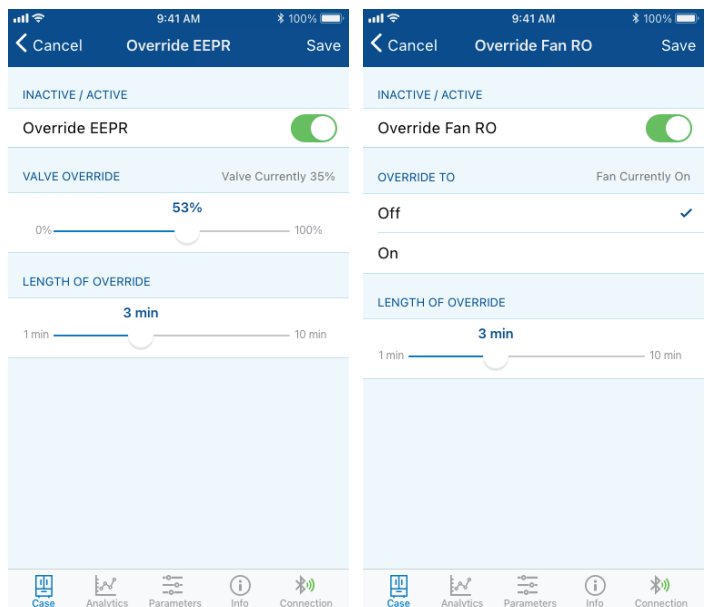 9:41 AM 100%
Cancel Override EEPR Save
INACTIVE / ACTIVE
Override EEPR
VALVE OVERRIDE Valve Currently 35%
53%
0% 100%
LENGTH OF OVERRIDE
3 min
1 min 10 min
Case Analytics Parameters Info Connection
9:41 AM 100%
Cancel Override Fan RO Save
INACTIVE / ACTIVE
Override Fan RO
OVERRIDE TO Fan Currently On
Off
On
LENGTH OF OVERRIDE
3 min
1 min 10 min
Case Analytics Parameters Info Connection